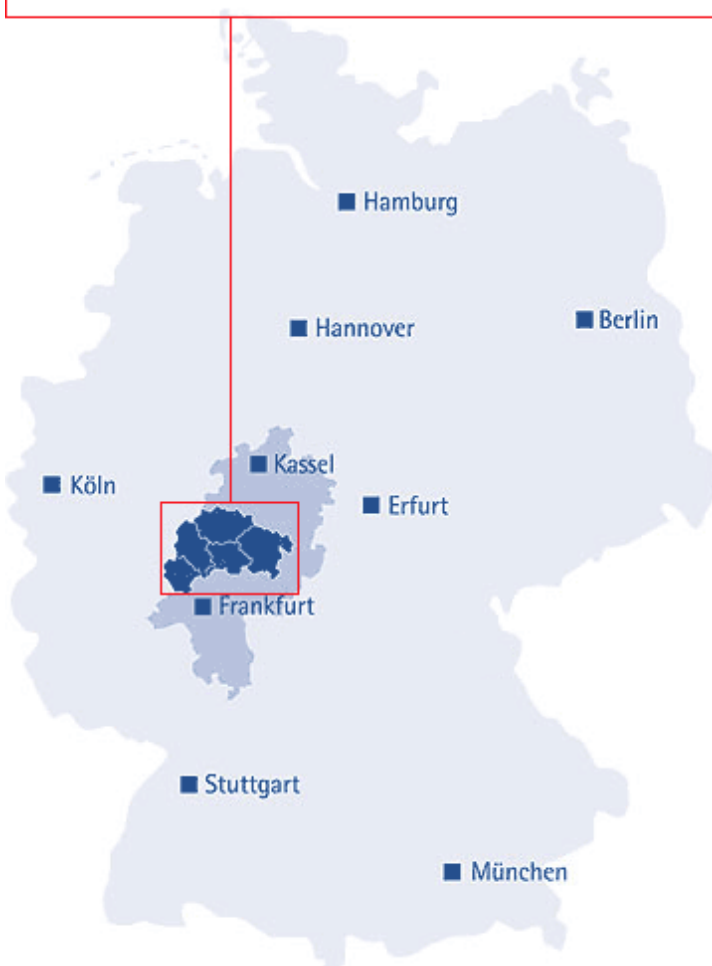 Hamburg
Hannover
Berlin
Kassel
Köln
Erfurt
Frankfurt
Stuttgart
München